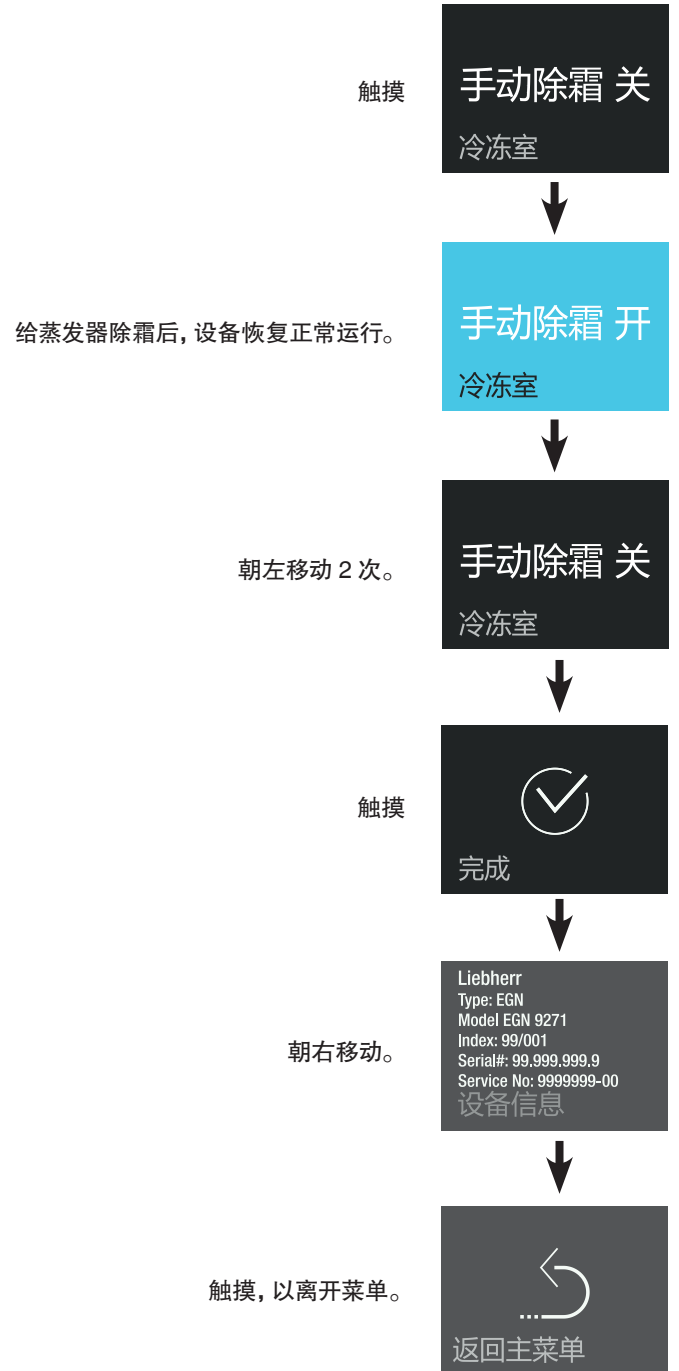 触摸
手动除霜 关
冷冻室
给蒸发器除霜后，设备恢复正常运行。
手动除霜 开
冷冻室
朝左移动 2 次。
手动除霜 关
冷冻室
触摸
完成
朝右移动。
Liebherr
Type: EGN
Model EGN 9271
Index: 99/001
Serial#: 99.999.999.9
Service No: 9999999-00
设备信息
触摸，以离开菜单。
返回主菜单